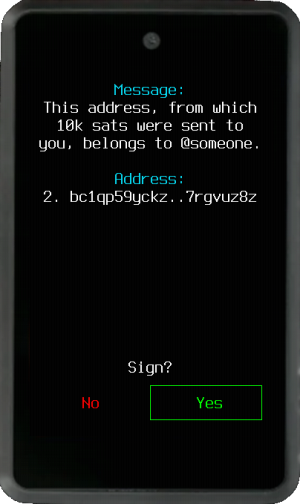 Message:
This address, from which
10k sats were sent to
you, belongs to @someone.
Address:
2. bc1qp59yckz..7rgvuz8z
Sign?
No
Yes